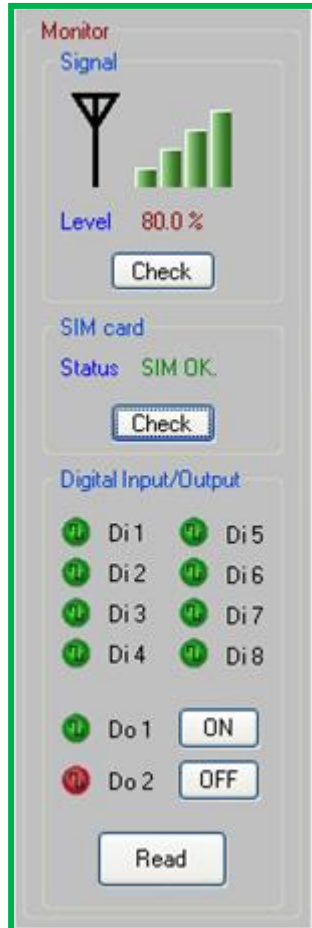 Monitor
Signal
Level 80.0 %
Check
SIM card
Status SIM OK.
Check
Digital Input/Output
Di 1 Di 5
Di 2 Di 6
Di 3 Di 7
Di 4 Di 8
Do 1 ON
Do 2 OFF
Read